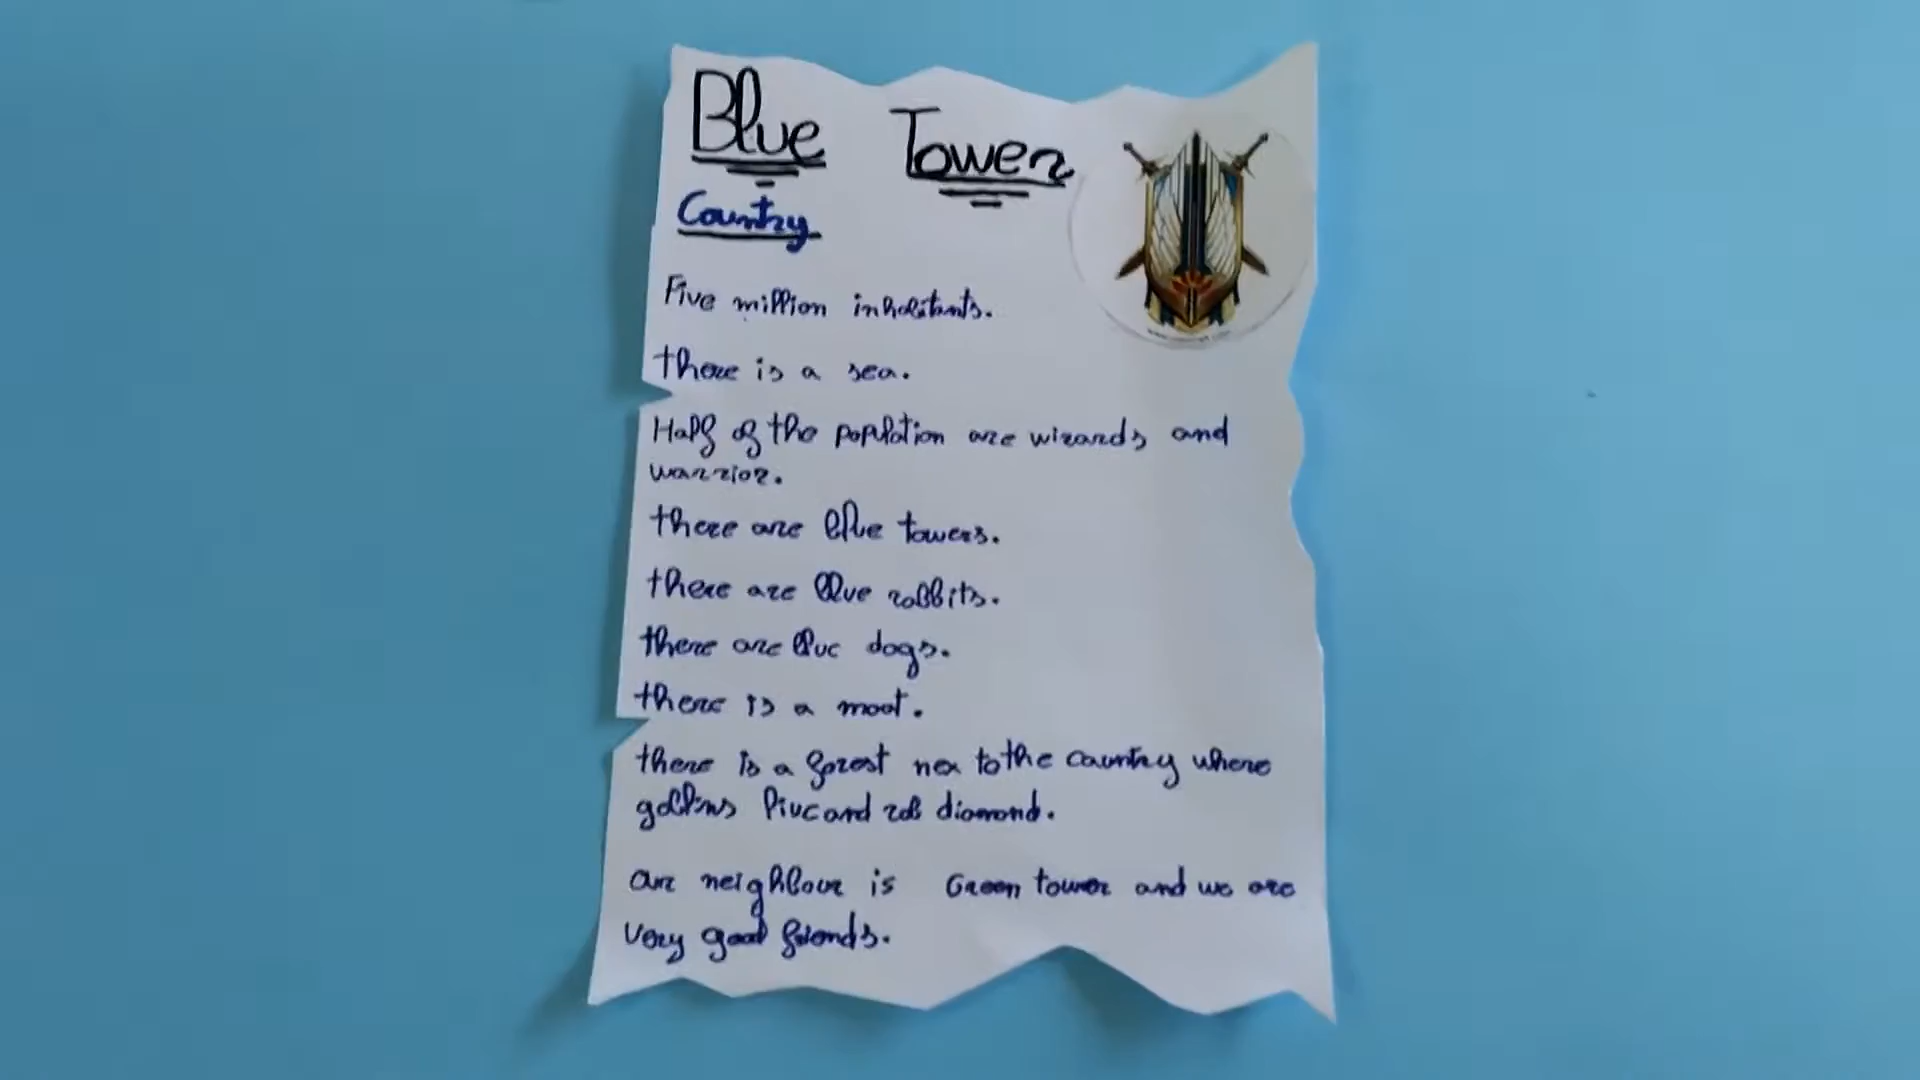 Blue Tower
Country
Five million inhabitants.
there is a sea.
Half of the population are wizards and
warrior.
there are blue towers.
there are blue rabbits.
there are blue dogs.
there is a moat.
there is a forest nex to the country where
goblins live and rob diamond.
our neighbour is Green tower and we are
very good friends.